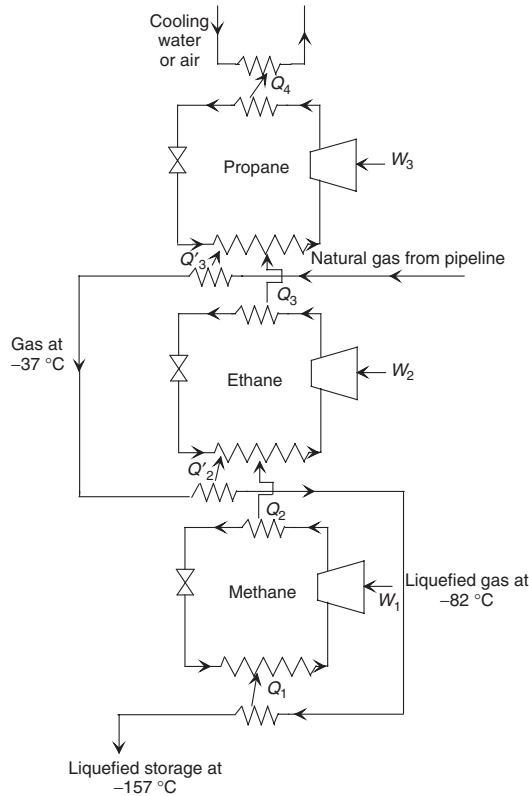 Cooling
water
or air
Q4
Propane
W3
Q′3
Natural gas from pipeline
Q3
Gas at
−37 °C
Ethane
W2
Q′2
Q2
Methane
W1
Liquefied gas at
−82 °C
Q1
Liquefied storage at
−157 °C